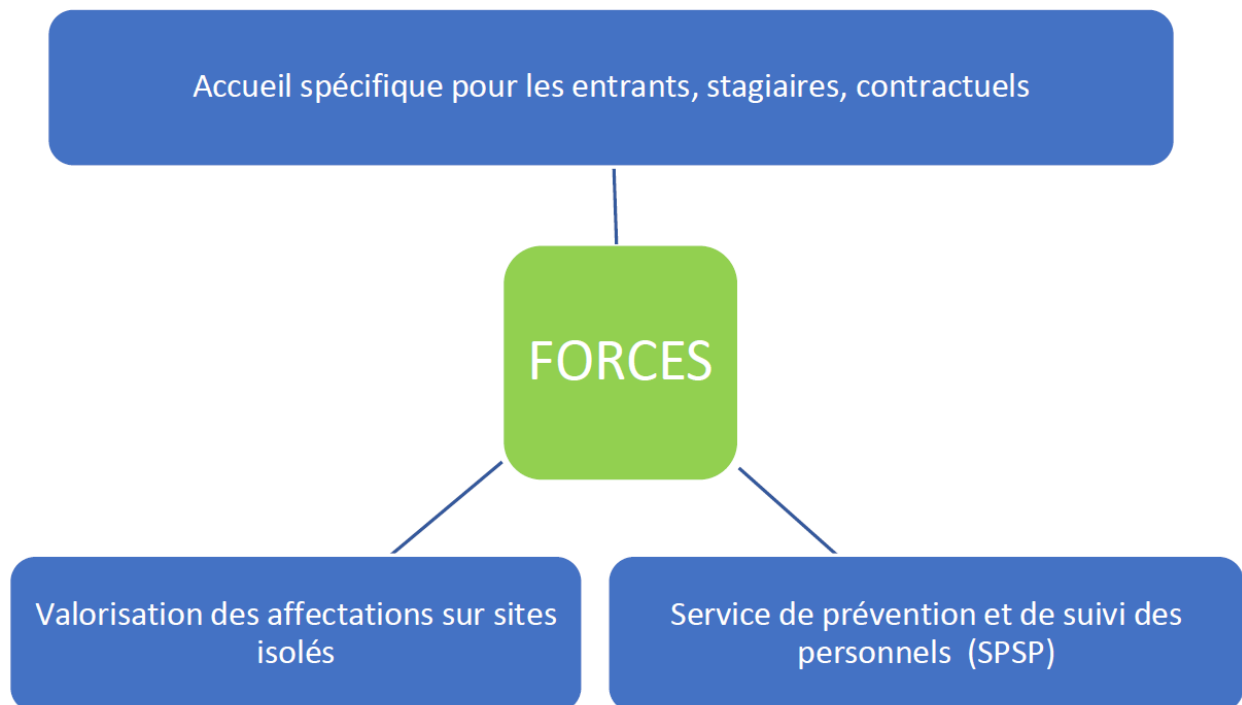 Accueil spécifique pour les entrants, stagiaires, contractuels
FORCES
Valorisation des affectations sur sites
isolés
Service de prévention et de suivi des
personnels (SPSP)